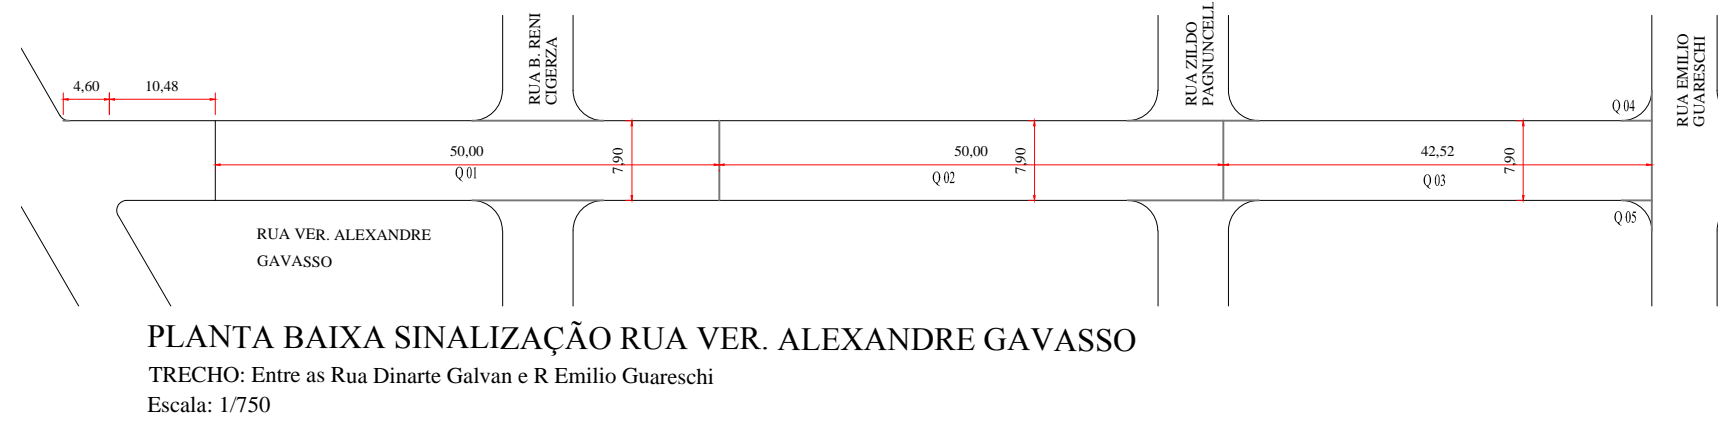 RUA B. RENI
CIGERZA
RUA ZILDO
PAGNUNCELL
RUA EMILIO
GUARESCHI
4,60
10,48
Q 04
50,00
7,90
50,00
7,90
42,52
7,90
Q 01
Q 02
Q 03
Q 05
RUA VER. ALEXANDRE
GAVASSO
PLANTA BAIXA SINALIZAÇÃO RUA VER. ALEXANDRE GAVASSO
TRECHO: Entre as Rua Dinarte Galvan e R Emilio Guareschi
Escala: 1/750